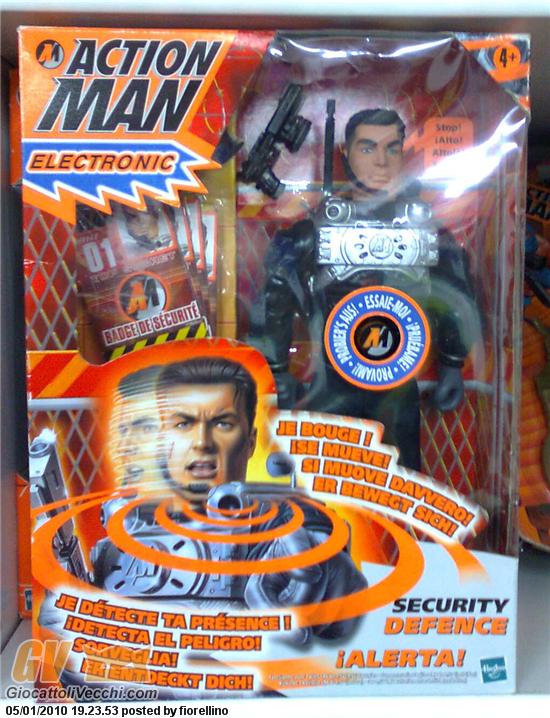 ACTION
MAN
ELECTRONIC
4+
Stop!
¡Alto!
01
BADGE DE SÉCURITÉ
PROBIER'S AUS! • ESSAIE-MOI! • ¡PRUÉBAME! • PROVAMI!
JE BOUGE !
¡SE MUEVE!
SI MUOVE DAVVERO!
ER BEWEGT SICH!
JE DÉTECTE TA PRÉSENCE !
¡DETECTA EL PELIGRO!
SORVEGLIA!
ER ENTDECKT DICH!
SECURITY
DEFENCE
¡ALERTA!
Hasbro
GiocattoliVecchi.com
05/01/2010 19.23.53 posted by fiorellino